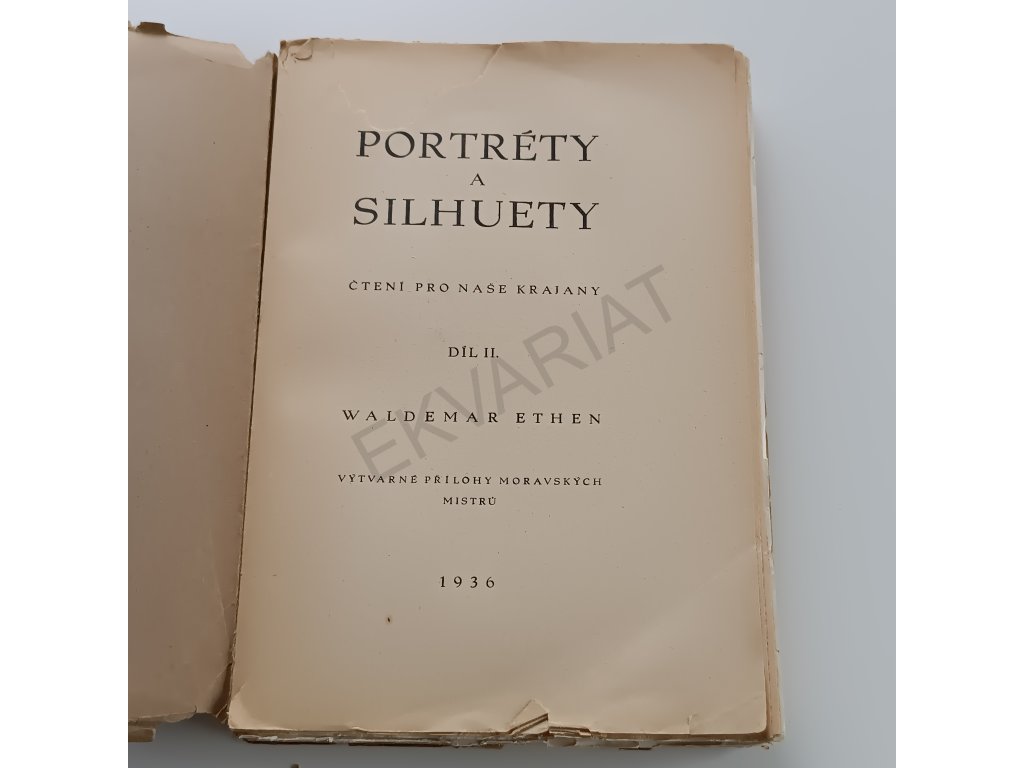 PORTRÉTY
A
SILHUETY
ČTENÍ PRO NAŠE KRAJANY
DÍL II.
WALDEMAR ETHEN
VÝTVARNÉ PŘÍLOHY MORAVSKÝCH
MISTRŮ
1936
EKVARIAT